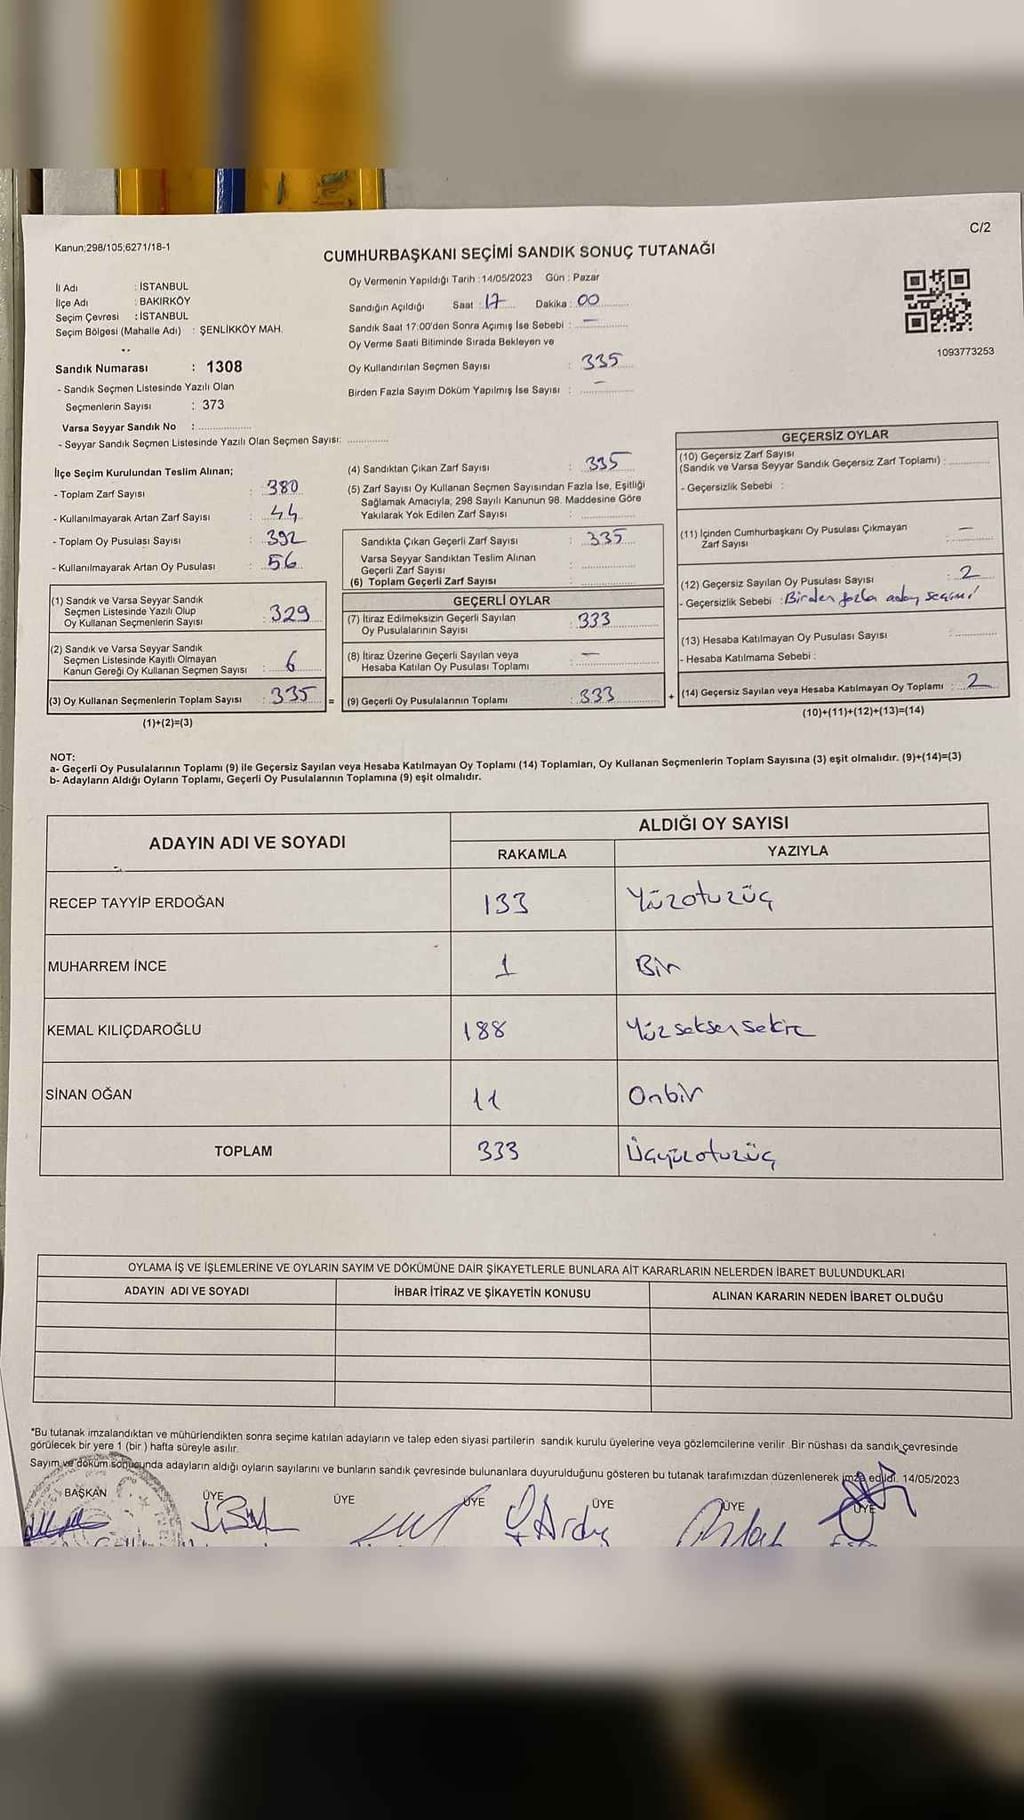 C/2
Kanun;298/105;6271/18-1
CUMHURBAŞKANI SEÇİMİ SANDIK SONUÇ TUTANAĞI
İl Adı : İSTANBUL
İlçe Adı : BAKIRKÖY
Seçim Çevresi : İSTANBUL
Seçim Bölgesi (Mahalle Adı) : ŞENLİKKÖY MAH.
Sandık Numarası : 1308
- Sandık Seçmen Listesinde Yazılı Olan
Seçmenlerin Sayısı : 373
Varsa Seyyar Sandık No :
- Seyyar Sandık Seçmen Listesinde Yazılı Olan Seçmen Sayısı:
Oy Vermenin Yapıldığı Tarih : 14/05/2023 Gün : Pazar
Sandığın Açıldığı Saat : 17 Dakika : 00
Sandık Saat 17:00'den Sonra Açımış İse Sebebi : —
Oy Verme Saati Bitiminde Sırada Bekleyen ve
Oy Kullandırılan Seçmen Sayısı : 335
Birden Fazla Sayım Döküm Yapılmış İse Sayısı : —
1093773253
İlçe Seçim Kurulundan Teslim Alınan;
- Toplam Zarf Sayısı : 380
- Kullanılmayarak Artan Zarf Sayısı : 44
- Toplam Oy Pusulası Sayısı : 392
- Kullanılmayarak Artan Oy Pusulası : 56
(1) Sandık ve Varsa Seyyar Sandık
Seçmen Listesinde Yazılı Olup
Oy Kullanan Seçmenlerin Sayısı : 329
(2) Sandık ve Varsa Seyyar Sandık
Seçmen Listesinde Kayıtlı Olmayan
Kanun Gereği Oy Kullanan Seçmen Sayısı : 6
(3) Oy Kullanan Seçmenlerin Toplam Sayısı : 335 =
(1)+(2)=(3)
(4) Sandıktan Çıkan Zarf Sayısı : 335
(5) Zarf Sayısı Oy Kullanan Seçmen Sayısından Fazla İse, Eşitliği
Sağlamak Amacıyla, 298 Sayılı Kanunun 98. Maddesine Göre
Yakılarak Yok Edilen Zarf Sayısı :
Sandıkta Çıkan Geçerli Zarf Sayısı : 335
Varsa Seyyar Sandıktan Teslim Alınan
Geçerli Zarf Sayısı :
(6) Toplam Geçerli Zarf Sayısı :
GEÇERLİ OYLAR
(7) İtiraz Edilmeksizin Geçerli Sayılan
Oy Pusulalarının Sayısı : 333
(8) İtiraz Üzerine Geçerli Sayılan veya
Hesaba Katılan Oy Pusulası Toplamı : —
(9) Geçerli Oy Pusulalarının Toplamı : 333 +
GEÇERSİZ OYLAR
(10) Geçersiz Zarf Sayısı
(Sandık ve Varsa Seyyar Sandık Geçersiz Zarf Toplamı) :
- Geçersizlik Sebebi :
(11) İçinden Cumhurbaşkanı Oy Pusulası Çıkmayan
Zarf Sayısı : —
(12) Geçersiz Sayılan Oy Pusulası Sayısı : 2
- Geçersizlik Sebebi : Birden fazla aday seçimi
(13) Hesaba Katılmayan Oy Pusulası Sayısı :
- Hesaba Katılmama Sebebi :
(14) Geçersiz Sayılan veya Hesaba Katılmayan Oy Toplamı : 2
(10)+(11)+(12)+(13)=(14)
NOT:
a- Geçerli Oy Pusulalarının Toplamı (9) ile Geçersiz Sayılan veya Hesaba Katılmayan Oy Toplamı (14) Toplamları, Oy Kullanan Seçmenlerin Toplam Sayısına (3) eşit olmalıdır. (9)+(14)=(3)
b- Adayların Aldığı Oyların Toplamı, Geçerli Oy Pusulalarının Toplamına (9) eşit olmalıdır.
ADAYIN ADI VE SOYADI ALDIĞI OY SAYISI
RAKAMLA YAZIYLA
RECEP TAYYİP ERDOĞAN 133 Yüzotuzüç
MUHARREM İNCE 1 Bir
KEMAL KILIÇDAROĞLU 188 Yüzseksensekiz
SİNAN OĞAN 11 Onbir
TOPLAM 333 Üçyüzotuzüç
OYLAMA İŞ VE İŞLEMLERİNE VE OYLARIN SAYIM VE DÖKÜMÜNE DAİR ŞİKAYETLERLE BUNLARA AİT KARARLARIN NELERDEN İBARET BULUNDUKLARI
ADAYIN ADI VE SOYADI İHBAR İTİRAZ VE ŞİKAYETİN KONUSU ALINAN KARARIN NEDEN İBARET OLDUĞU
*Bu tutanak imzalandıktan ve mühürlendikten sonra seçime katılan adayların ve talep eden siyasi partilerin sandık kurulu üyelerine veya gözlemcilerine verilir. Bir nüshası da sandık çevresinde
görülecek bir yere 1 (bir ) hafta süreyle asılır.
Sayım ve döküm sonucunda adayların aldığı oyların sayılarını ve bunların sandık çevresinde bulunanlara duyurulduğunu gösteren bu tutanak tarafımızdan düzenlenerek imza edildi. 14/05/2023
BAŞKAN ÜYE ÜYE ÜYE ÜYE ÜYE ÜYE